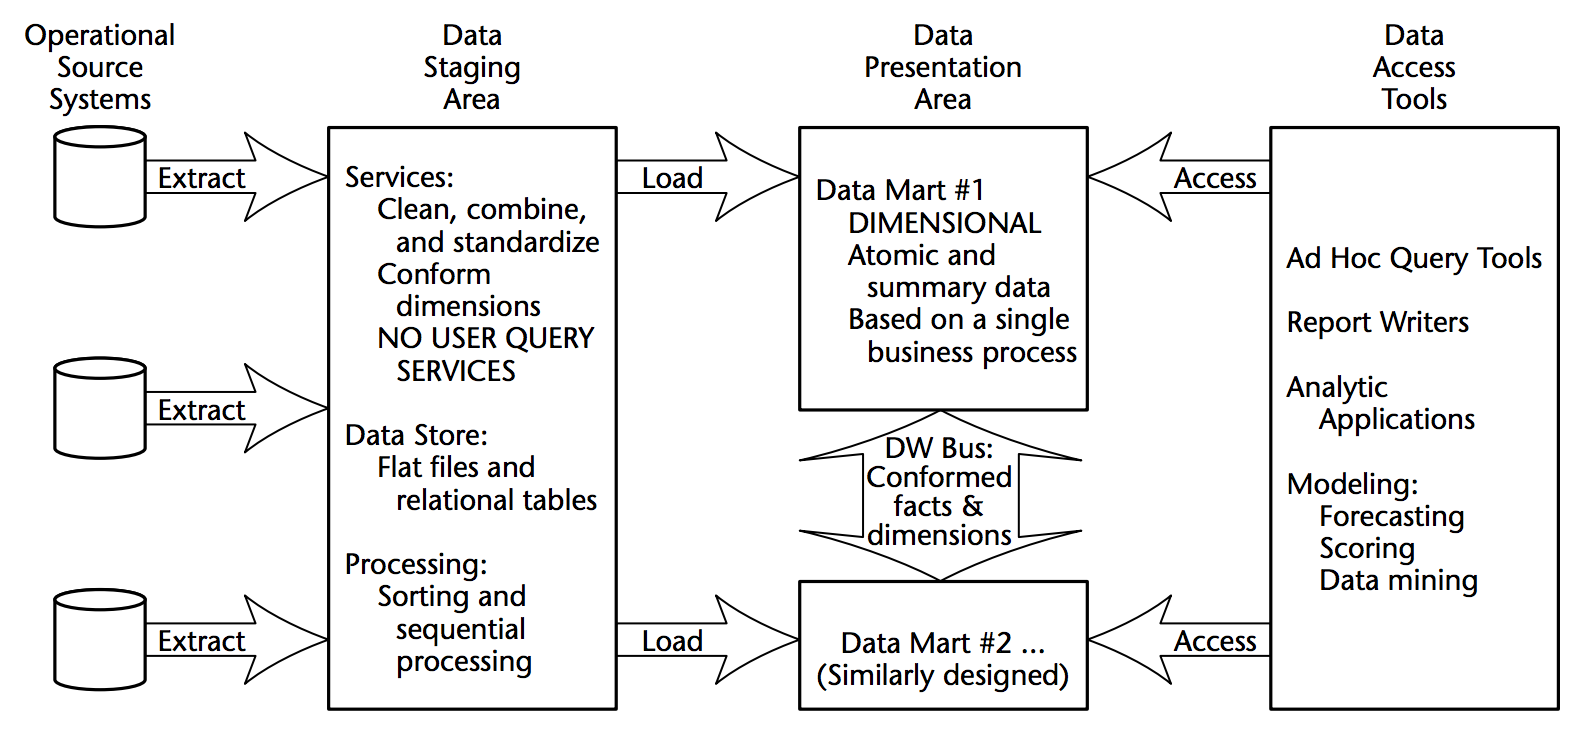 Operational
Source
Systems
Data
Staging
Area
Data
Presentation
Area
Data
Access
Tools
Extract
Extract
Extract
Services:
Clean, combine,
and standardize
Conform
dimensions
NO USER QUERY
SERVICES
Data Store:
Flat files and
relational tables
Processing:
Sorting and
sequential
processing
Load
Load
Data Mart #1
DIMENSIONAL
Atomic and
summary data
Based on a single
business process
DW Bus:
Conformed
facts &
dimensions
Data Mart #2 ...
(Similarly designed)
Access
Access
Ad Hoc Query Tools
Report Writers
Analytic
Applications
Modeling:
Forecasting
Scoring
Data mining